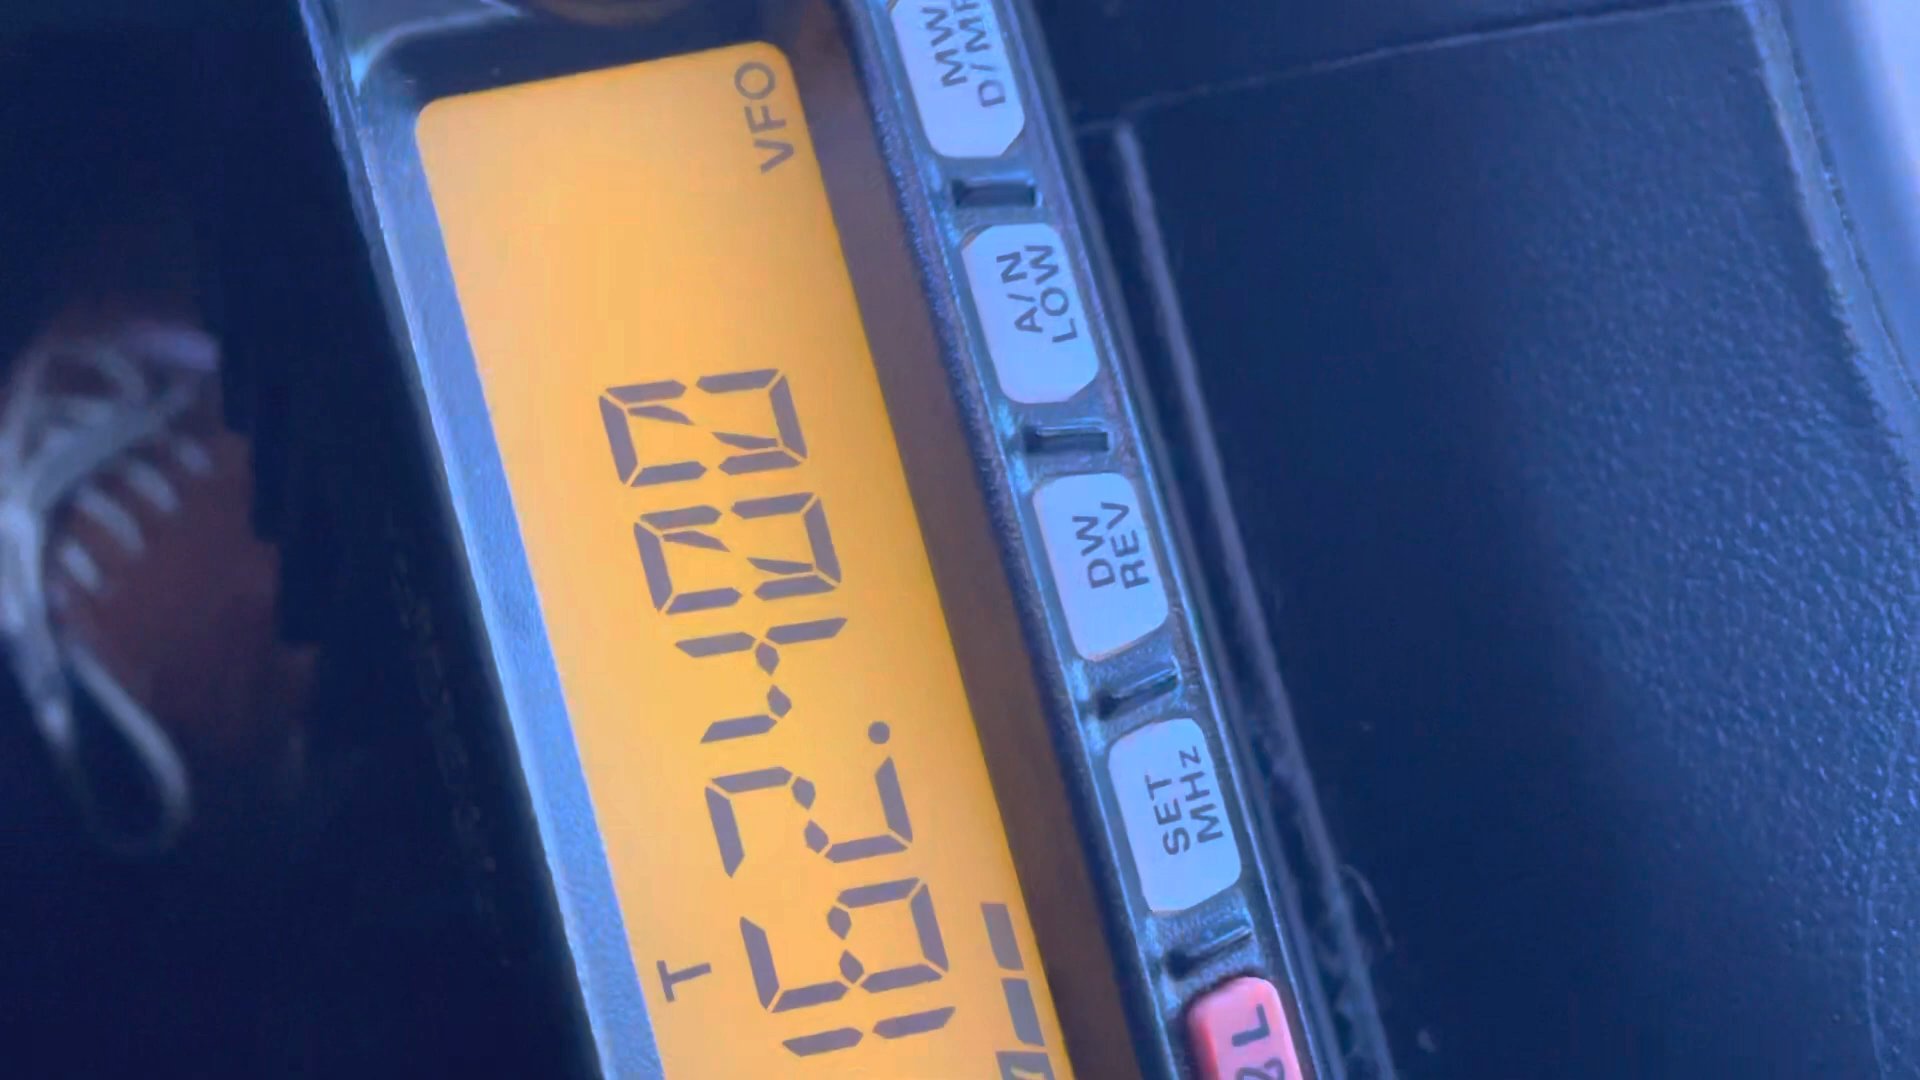 VFO
T
162.400
MW
D/MR
A/N
LOW
DW
REV
SET
MHz